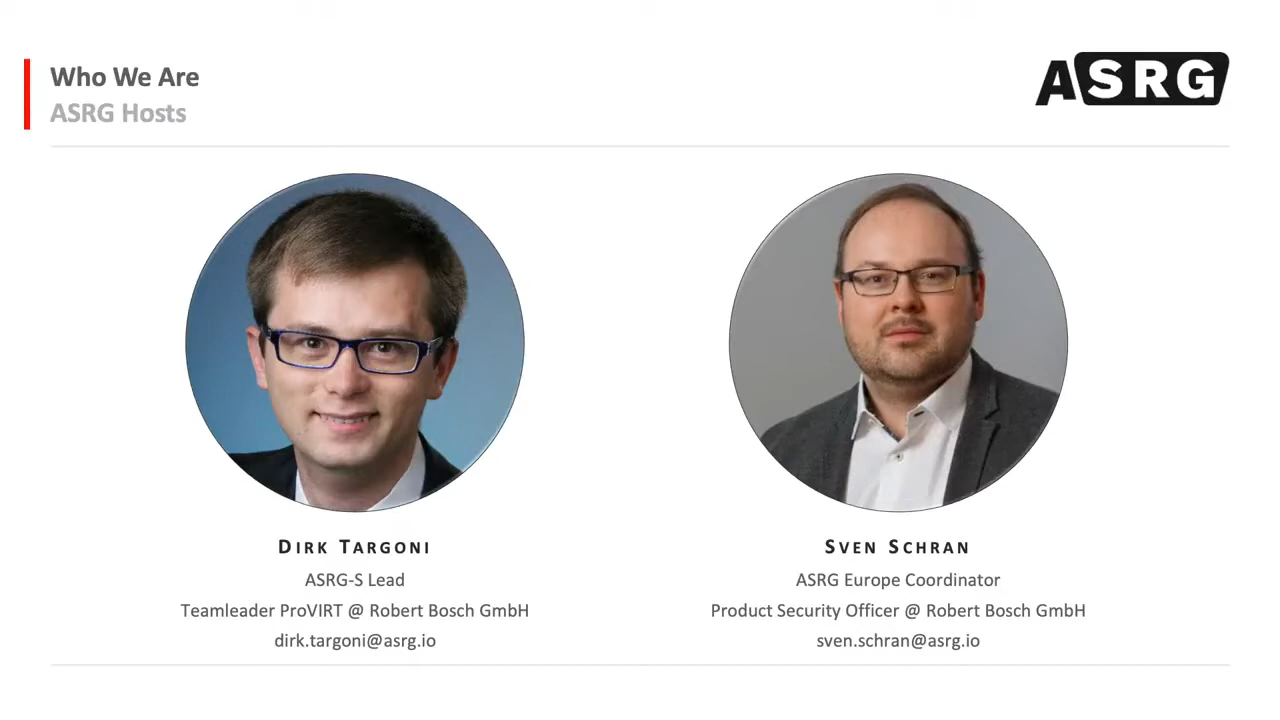 Who We Are
ASRG Hosts
ASRG
DIRK TARGONI
ASRG-S Lead
Teamleader ProVIRT @ Robert Bosch GmbH
dirk.targoni@asrg.io
SVEN SCHRAN
ASRG Europe Coordinator
Product Security Officer @ Robert Bosch GmbH
sven.schran@asrg.io